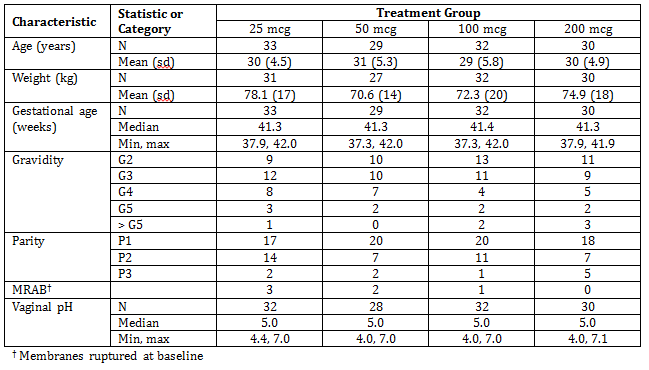 Characteristic Statistic or Category Treatment Group
25 mcg 50 mcg 100 mcg 200 mcg
Age (years) N 33 29 32 30
Mean (sd) 30 (4.5) 31 (5.3) 29 (5.8) 30 (4.9)
Weight (kg) N 31 27 32 30
Mean (sd) 78.1 (17) 70.6 (14) 72.3 (20) 74.9 (18)
Gestational age (weeks) N 33 29 32 30
Median 41.3 41.3 41.4 41.3
Min, max 37.9, 42.0 37.3, 42.0 37.3, 42.0 37.9, 41.9
Gravidity G2 9 10 13 11
G3 12 10 11 9
G4 8 7 4 5
G5 3 2 2 2
> G5 1 0 2 3
Parity P1 17 20 20 18
P2 14 7 11 7
P3 2 2 1 5
MRAB† 3 2 1 0
Vaginal pH N 32 28 32 30
Median 5.0 5.0 5.0 5.0
Min, max 4.4, 7.0 4.0, 7.0 4.0, 7.0 4.0, 7.1
† Membranes ruptured at baseline